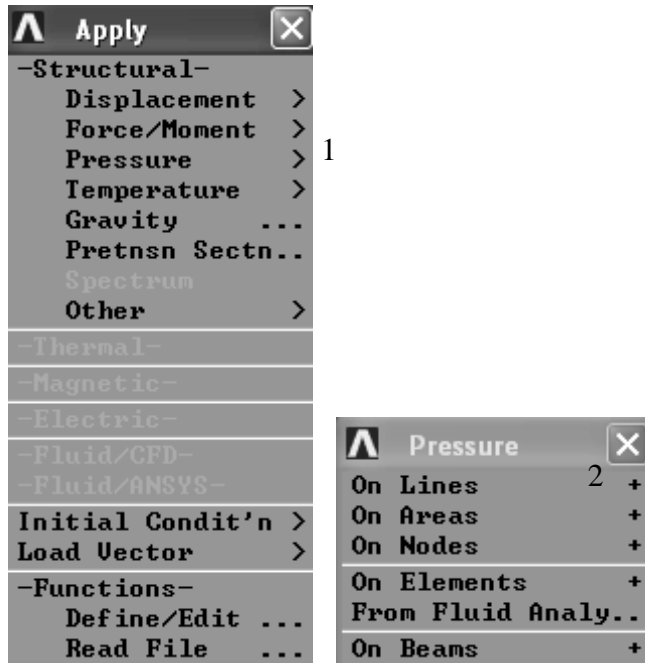 Apply
-Structural-
Displacement >
Force/Moment >
Pressure > 1
Temperature >
Gravity ...
Pretnsn Sectn..
Spectrum
Other >
-Thermal-
-Magnetic-
-Electric-
-Fluid/CFD-
-Fluid/ANSYS-
Initial Condit'n >
Load Vector >
-Functions-
Define/Edit ...
Read File ...
Pressure
On Lines 2 +
On Areas +
On Nodes +
On Elements +
From Fluid Analy..
On Beams +